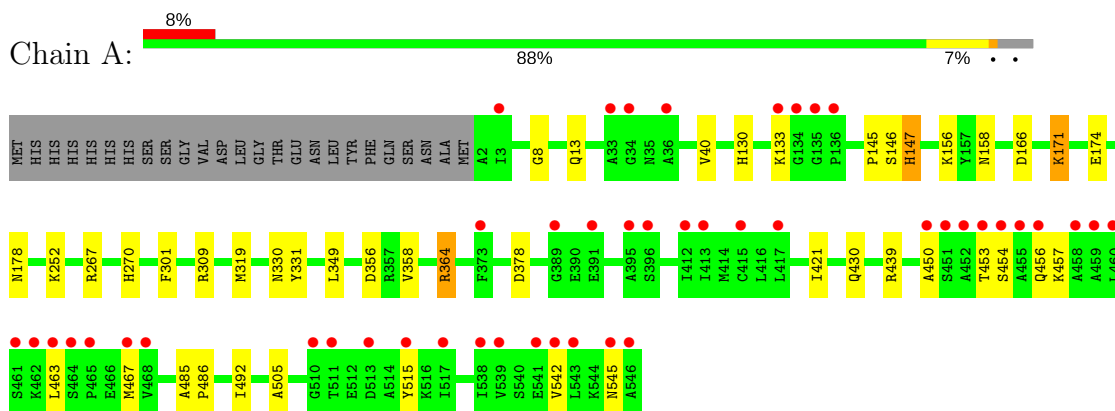 8%
Chain A:
88% 7% • •
MET HIS HIS HIS HIS HIS HIS SER SER GLY VAL ASP LEU GLY THR GLU ASN LEU TYR PHE GLN SER ASN ALA MET A2 I3 G8 Q13 A33 G34 N35 A36 V40 H130 K133 G134 G135 P136 P145 S146 H147 K156 Y157 N158 D166 K171 E174
N178 K252 R267 H270 F301 R309 M319 N330 Y331 L349 D356 R357 V358 R364 F373 D378 G389 E390 E391 A395 S396 I412 I413 M414 C415 L416 L417 I421 Q430 R439 A450 S451 A452 T453 S454 A455 Q456 K457 A458 A459 L460
S461 K462 L463 S464 P465 E466 M467 V468 A485 P486 I492 A505 G510 T511 E512 D513 A514 Y515 K516 I517 I538 V539 S540 E541 V542 L543 K544 N545 A546